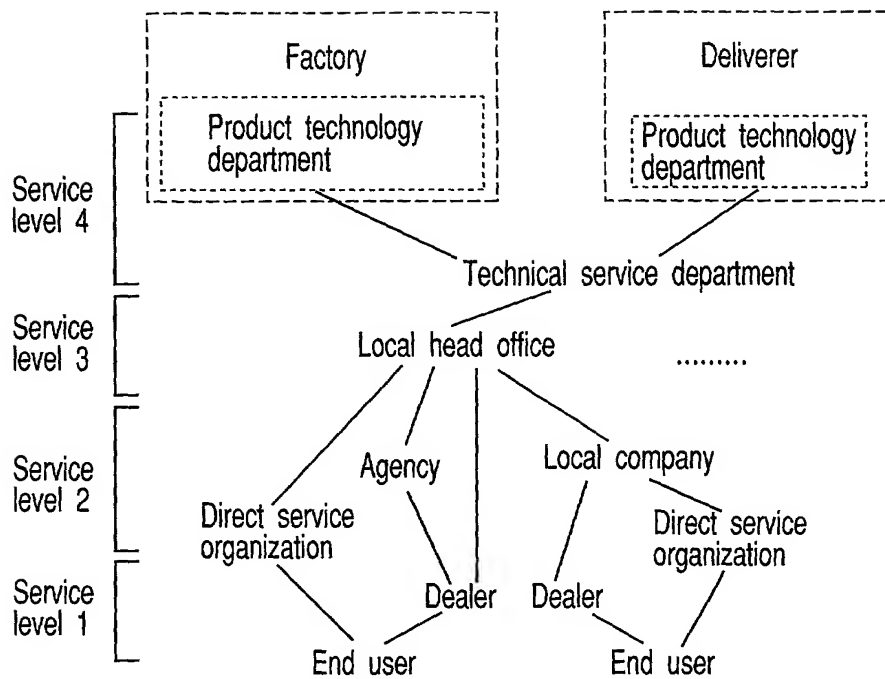 Factory
Deliverer
Product technology
department
Product technology
department
Service
level 4
Technical service department
Service
level 3
Local head office
.........
Service
level 2
Agency
Local company
Direct service
organization
Direct service
organization
Service
level 1
Dealer
Dealer
End user
End user